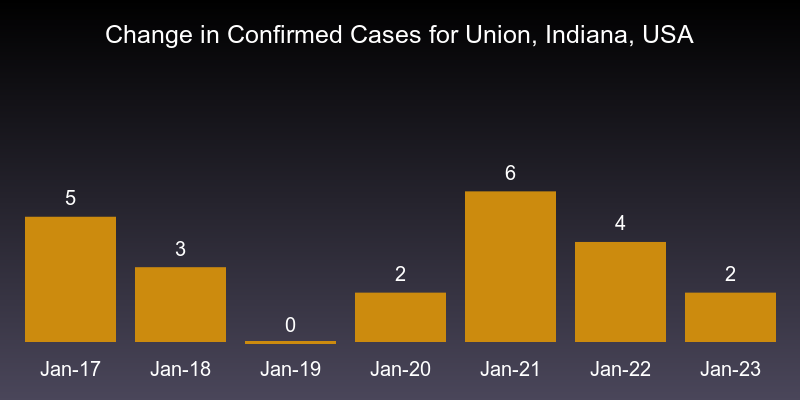 Change in Confirmed Cases for Union, Indiana, USA
5
3
0
2
6
4
2
Jan-17
Jan-18
Jan-19
Jan-20
Jan-21
Jan-22
Jan-23